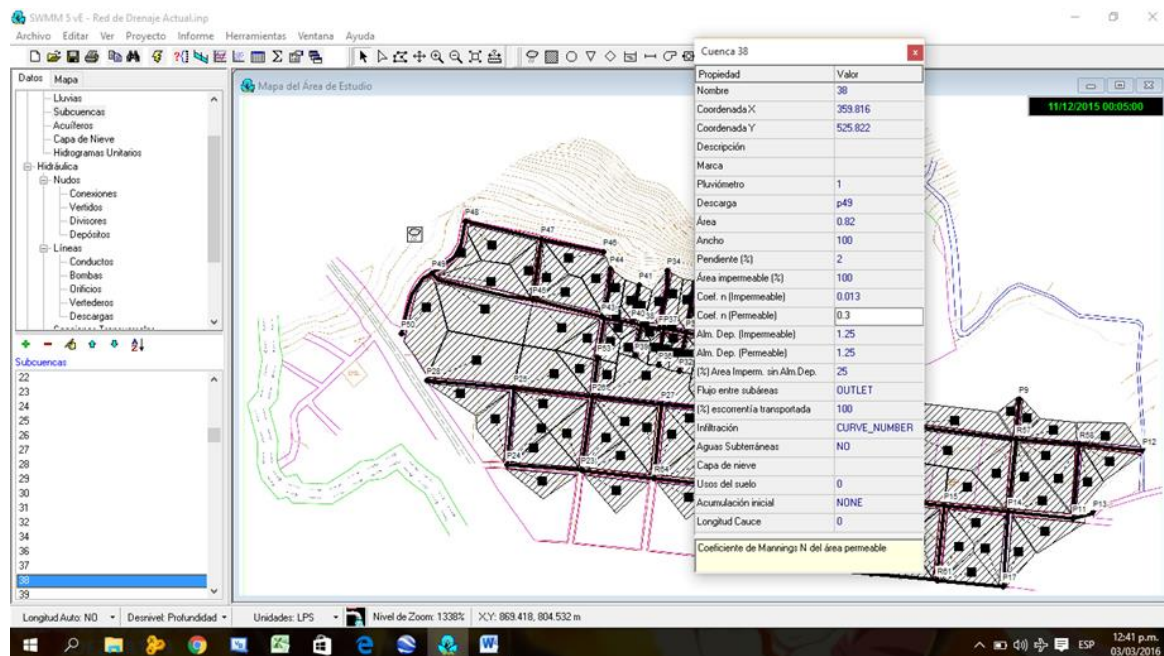 SWMM 5 vE - Red de Drenaje Actual.inp
Archivo Editar Ver Proyecto Informe Herramientas Ventana Ayuda
Datos Mapa
Lluvias
Subcuencas
Acuíferos
Capa de Nieve
Hidrogramas Unitarios
Hidráulica
Nudos
Conexiones
Vertidos
Divisores
Depósitos
Líneas
Conductos
Bombas
Orificios
Vertederos
Descargas
Subcuencas
22
23
24
25
26
27
28
29
30
31
32
34
36
37
38
39
Mapa del Área de Estudio
11/12/2015 00:05:00
P48
P47
P46
P44
P34
P49
P41
P45
P50
P53
P28
P27
P24
P23
P9
P12
P15
P14
P13
P11
P17
Cuenca 38
Propiedad Valor
Nombre 38
Coordenada X 359.816
Coordenada Y 525.822
Descripción
Marca
Pluviómetro 1
Descarga p49
Área 0.82
Ancho 100
Pendiente (%) 2
Área impermeable (%) 100
Coef. n (Impermeable) 0.013
Coef. n (Permeable) 0.3
Alm. Dep. (Impermeable) 1.25
Alm. Dep. (Permeable) 1.25
(%) Area Imperm. sin Alm.Dep. 25
Flujo entre subáreas OUTLET
(%) escorrentía transportada 100
Infiltración CURVE_NUMBER
Aguas Subterráneas NO
Capa de nieve
Usos del suelo 0
Acumulación inicial NONE
Longitud Cauce 0
Coeficiente de Mannings N del área permeable
Longitud Auto: NO Desnivel: Profundidad Unidades: LPS Nivel de Zoom: 1338% X,Y: 869.418, 804.532 m
ESP 12:41 p.m.
03/03/2016